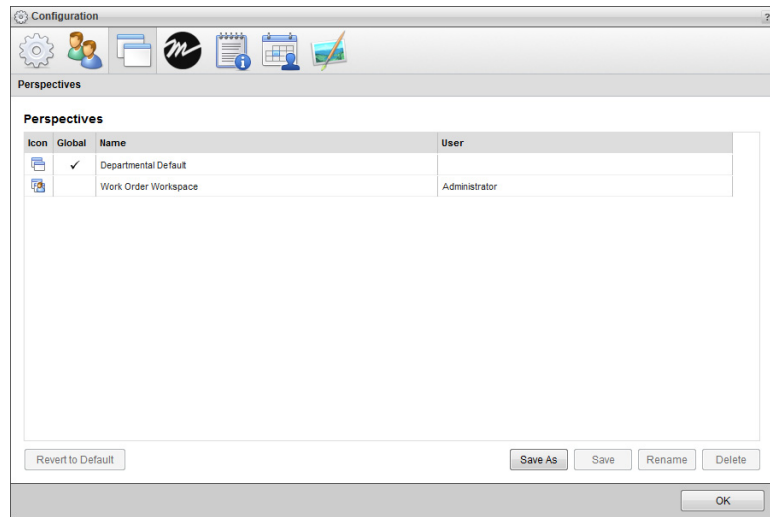 Configuration ?
Perspectives
Perspectives
Icon Global Name User
Departmental Default
Work Order Workspace Administrator
Revert to Default Save As Save Rename Delete
OK